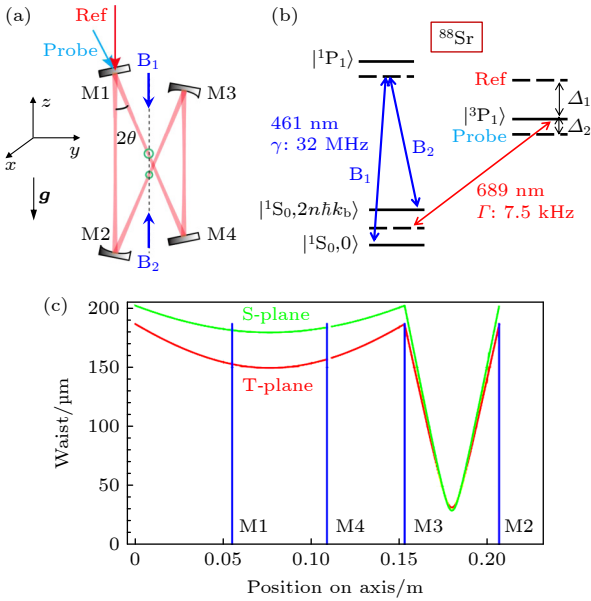 (a)
Ref
Probe
B₁
M1
M3
z
2θ
y
x
g
M2
M4
B₂
(b)
⁸⁸Sr
|¹P₁⟩
Ref
Δ₁
|³P₁⟩
Δ₂
Probe
461 nm
γ: 32 MHz
B₂
B₁
689 nm
Γ: 7.5 kHz
|¹S₀,2nħk_b⟩
|¹S₀,0⟩
(c)
200
S-plane
150
T-plane
100
50
0
Waist/μm
M1
M4
M3
M2
0
0.05
0.10
0.15
0.20
Position on axis/m